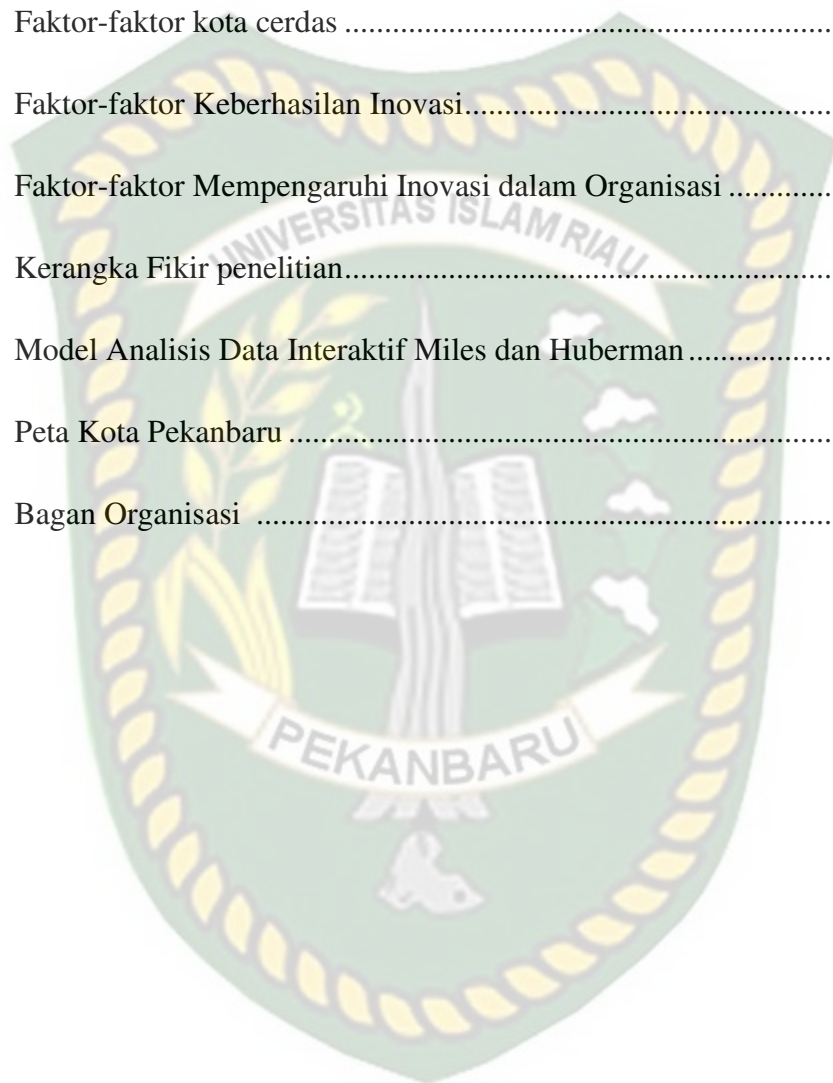 Faktor-faktor kota cerdas ....................................................
Faktor-faktor Keberhasilan Inovasi.......................................
Faktor-faktor Mempengaruhi Inovasi dalam Organisasi .............
UNIVERSITAS ISLAM RIAU
Kerangka Fikir penelitian....................................................
Model Analisis Data Interaktif Miles dan Huberman .................
Peta Kota Pekanbaru ..........................................................
Bagan Organisasi .............................................................
PEKANBARU